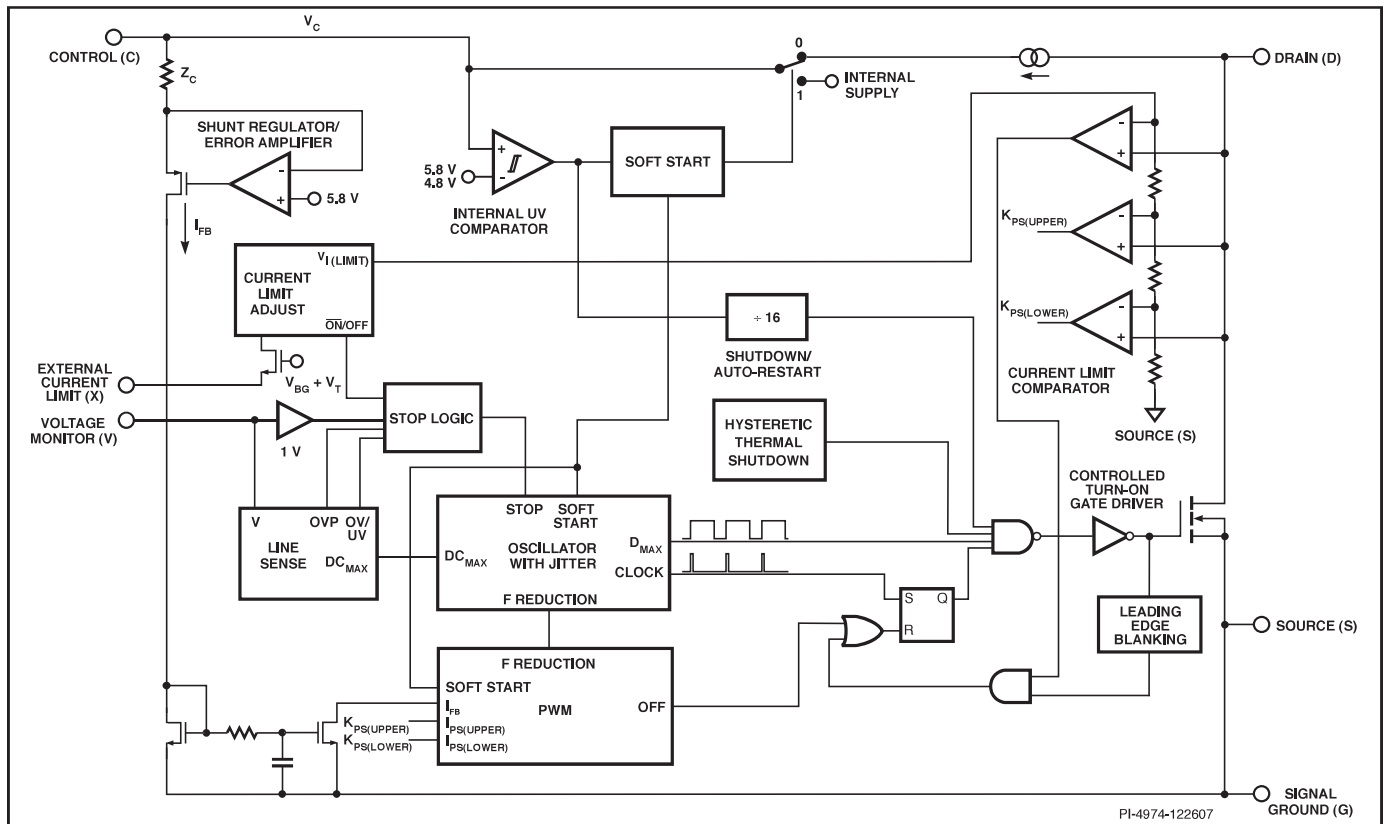 V_C
CONTROL (C)
Z_C
0
1
INTERNAL
SUPPLY
DRAIN (D)
SHUNT REGULATOR/
ERROR AMPLIFIER
-
+
5.8 V
I_FB
+
-
5.8 V
4.8 V
INTERNAL UV
COMPARATOR
SOFT START
-
+
K_PS(UPPER)
-
+
K_PS(LOWER)
-
+
CURRENT LIMIT
COMPARATOR
SOURCE (S)
V_I (LIMIT)
CURRENT
LIMIT
ADJUST
ON/OFF
÷ 16
SHUTDOWN/
AUTO-RESTART
EXTERNAL
CURRENT
LIMIT (X)
V_BG + V_T
VOLTAGE
MONITOR (V)
1 V
STOP LOGIC
HYSTERETIC
THERMAL
SHUTDOWN
CONTROLLED
TURN-ON
GATE DRIVER
V
OVP
OV/
UV
LINE
SENSE
DC_MAX
STOP
SOFT
START
DC_MAX
OSCILLATOR
WITH JITTER
D_MAX
CLOCK
F REDUCTION
S
Q
R
LEADING
EDGE
BLANKING
SOURCE (S)
F REDUCTION
SOFT START
PWM
OFF
I_FB
K_PS(UPPER)
I_PS(UPPER)
K_PS(LOWER)
I_PS(LOWER)
SIGNAL
GROUND (G)
PI-4974-122607